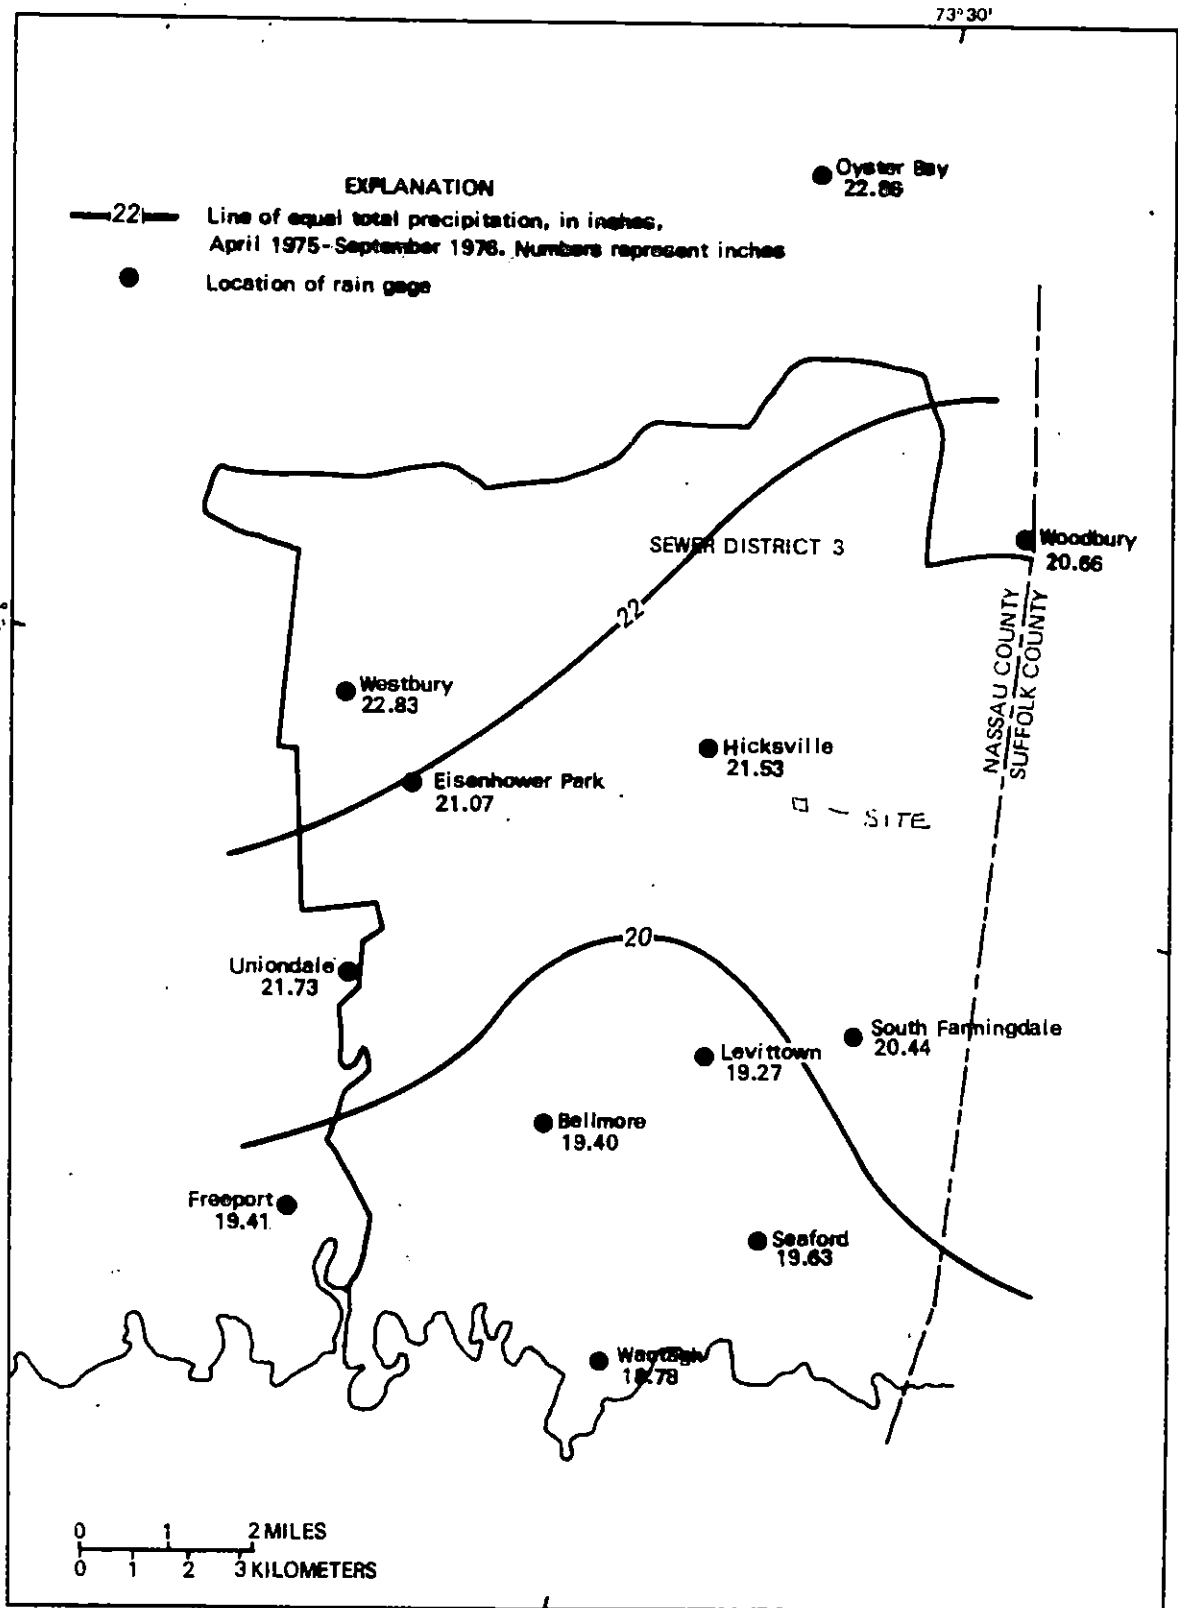 73°30'
Oyster Bay
22.86
EXPLANATION
22 Line of equal total precipitation, in inches,
April 1975-September 1976. Numbers represent inches
Location of rain gage
SEWER DISTRICT 3
Woodbury
20.66
22
NASSAU COUNTY
SUFFOLK COUNTY
Westbury
22.83
Hicksville
21.53
Eisenhower Park
21.07
SITE
20
Uniondale
21.73
South Farmingdale
20.44
Levittown
19.27
Bellmore
19.40
Freeport
19.41
Seaford
19.63
Wantagh
18.78
0 1 2 MILES
0 1 2 3 KILOMETERS